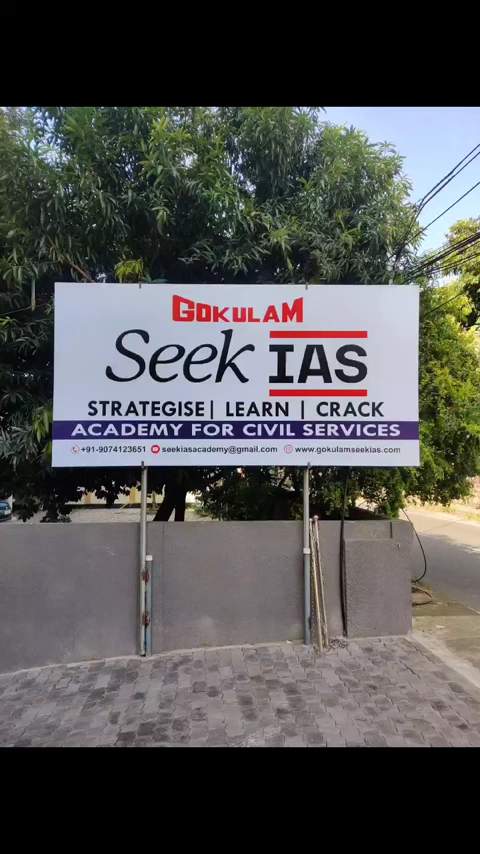 GOKULAM
Seek IAS
STRATEGISE | LEARN | CRACK
ACADEMY FOR CIVIL SERVICES
+91-9074123651 seekiasacademy@gmail.com www.gokulamseekias.com